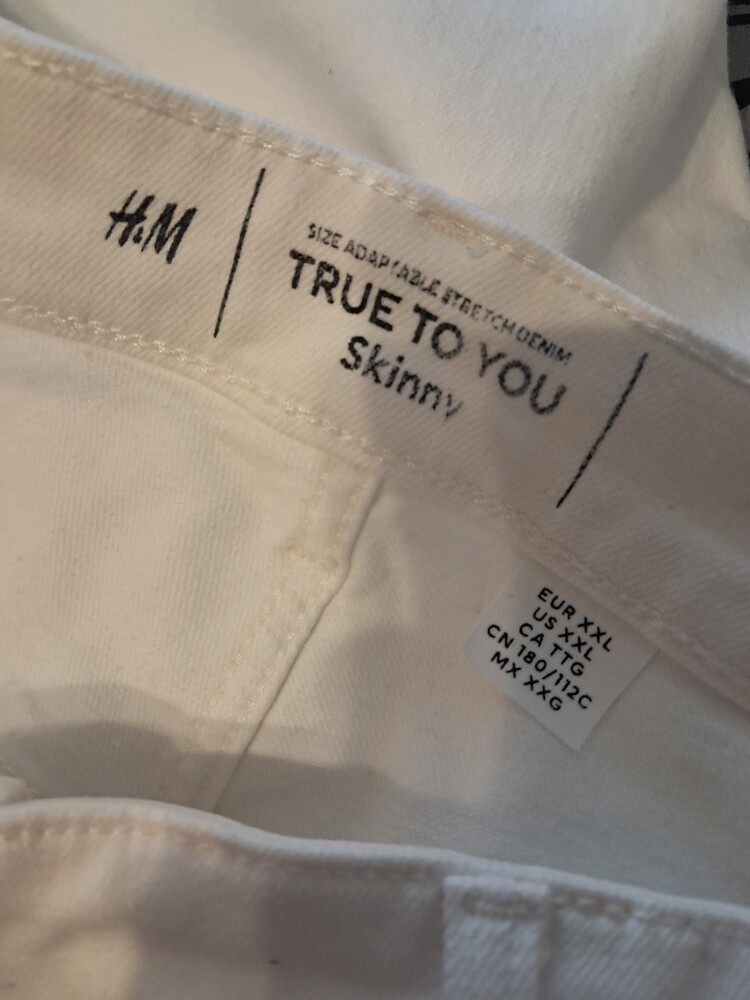 H&M
SIZE ADAPTABLE STRETCH DENIM
TRUE TO YOU
Skinny
EUR XXL
US XXL
CA TTG
CN 180/112C
MX XXG